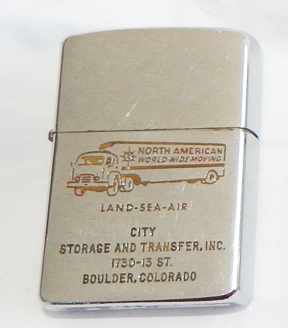 NORTH AMERICAN
WORLD-WIDE MOVING
LAND-SEA-AIR
CITY
STORAGE AND TRANSFER, INC.
1730-13 ST.
BOULDER, COLORADO